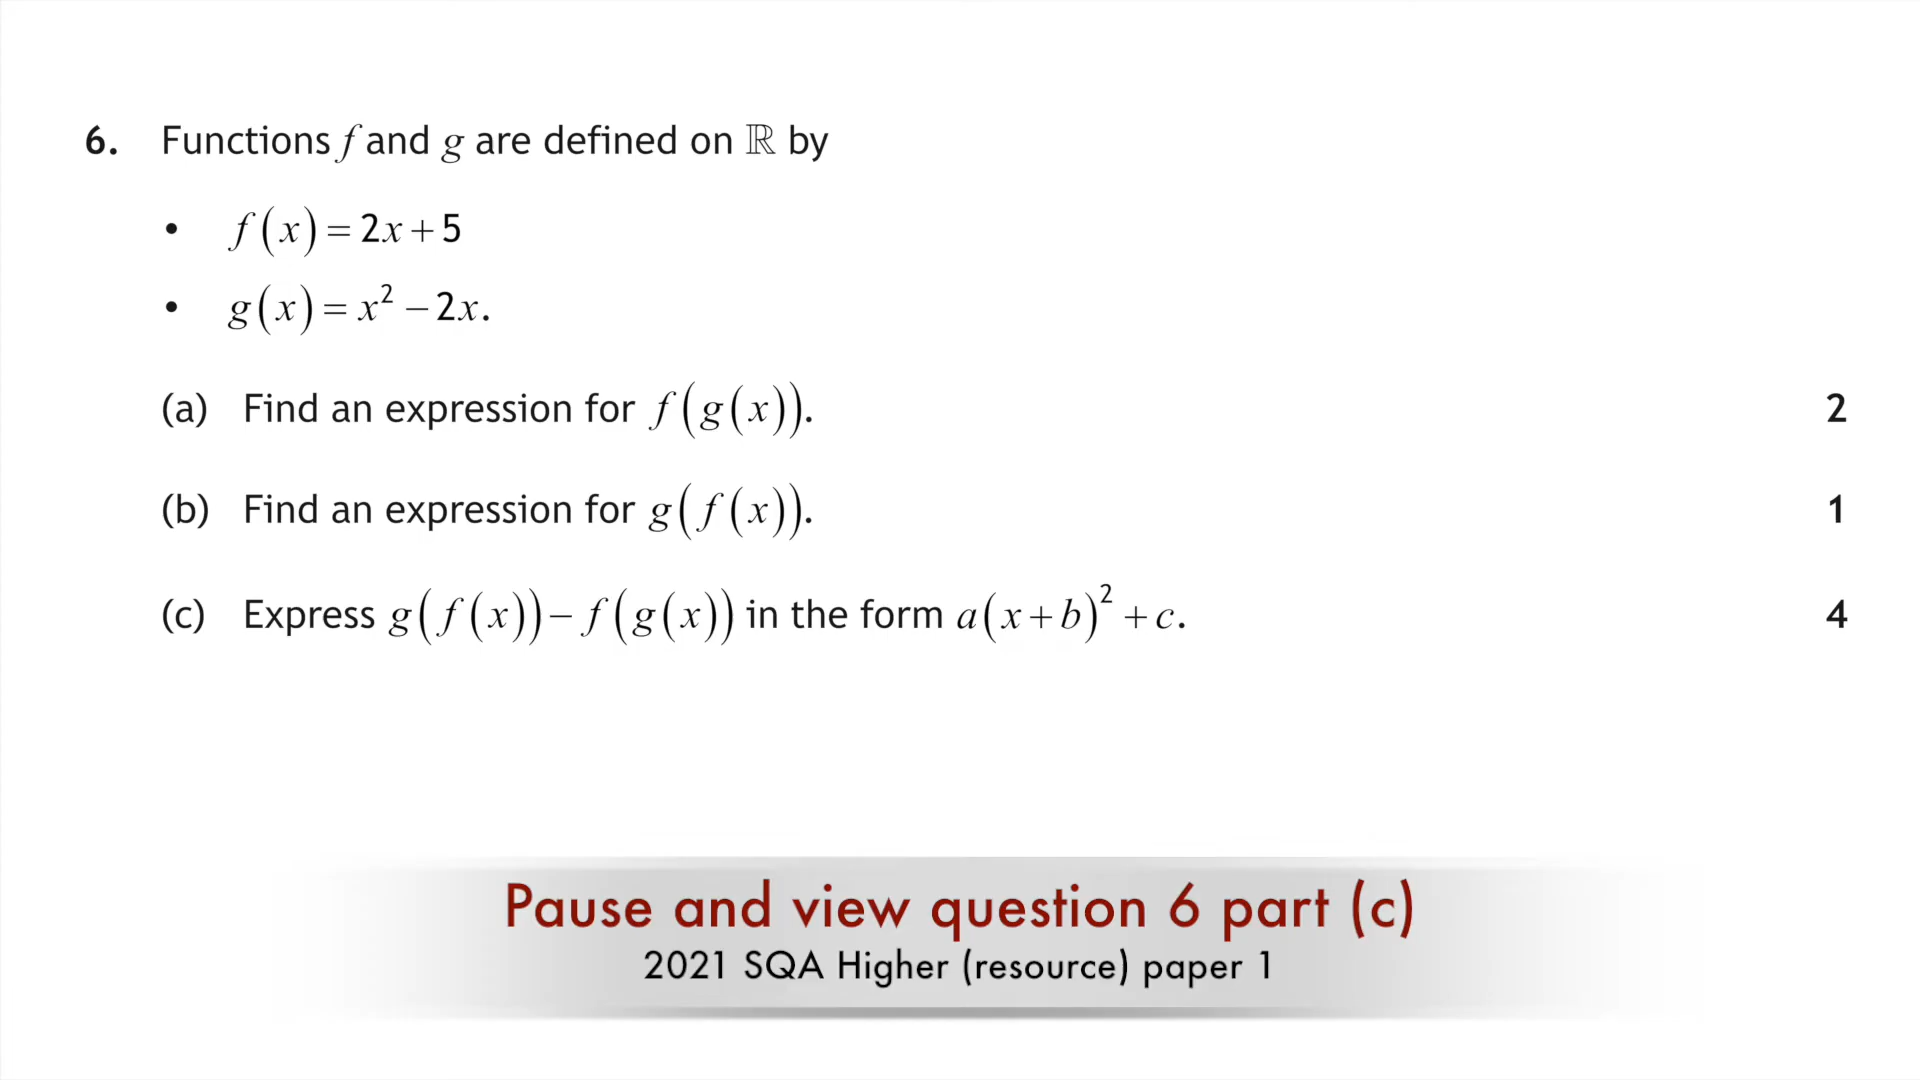 6. Functions f and g are defined on ℝ by
• f(x) = 2x + 5
• g(x) = x² − 2x.
(a) Find an expression for f(g(x)). 2
(b) Find an expression for g(f(x)). 1
(c) Express g(f(x)) − f(g(x)) in the form a(x + b)² + c. 4
Pause and view question 6 part (c)
2021 SQA Higher (resource) paper 1